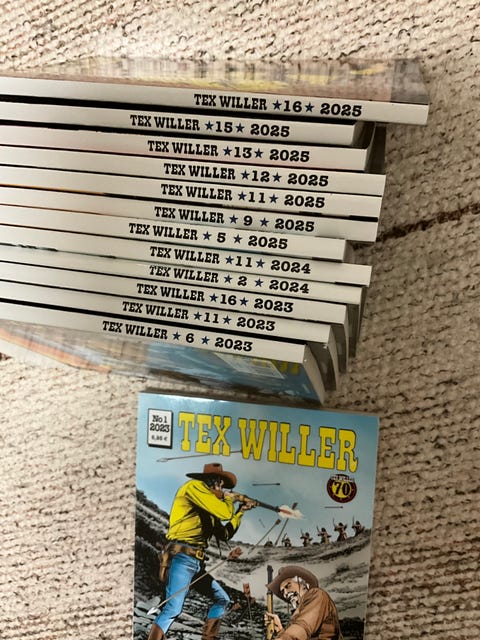 TEX WILLER ★16★ 2025
TEX WILLER ★15★ 2025
TEX WILLER ★13★ 2025
TEX WILLER ★12★ 2025
TEX WILLER ★11★ 2025
TEX WILLER ★ 9 ★ 2025
TEX WILLER ★ 5 ★ 2025
TEX WILLER ★11★ 2024
TEX WILLER ★ 2 ★ 2024
TEX WILLER ★16★ 2023
TEX WILLER ★11★ 2023
TEX WILLER ★ 6 ★ 2023
No 1
2023
TEX WILLER
70